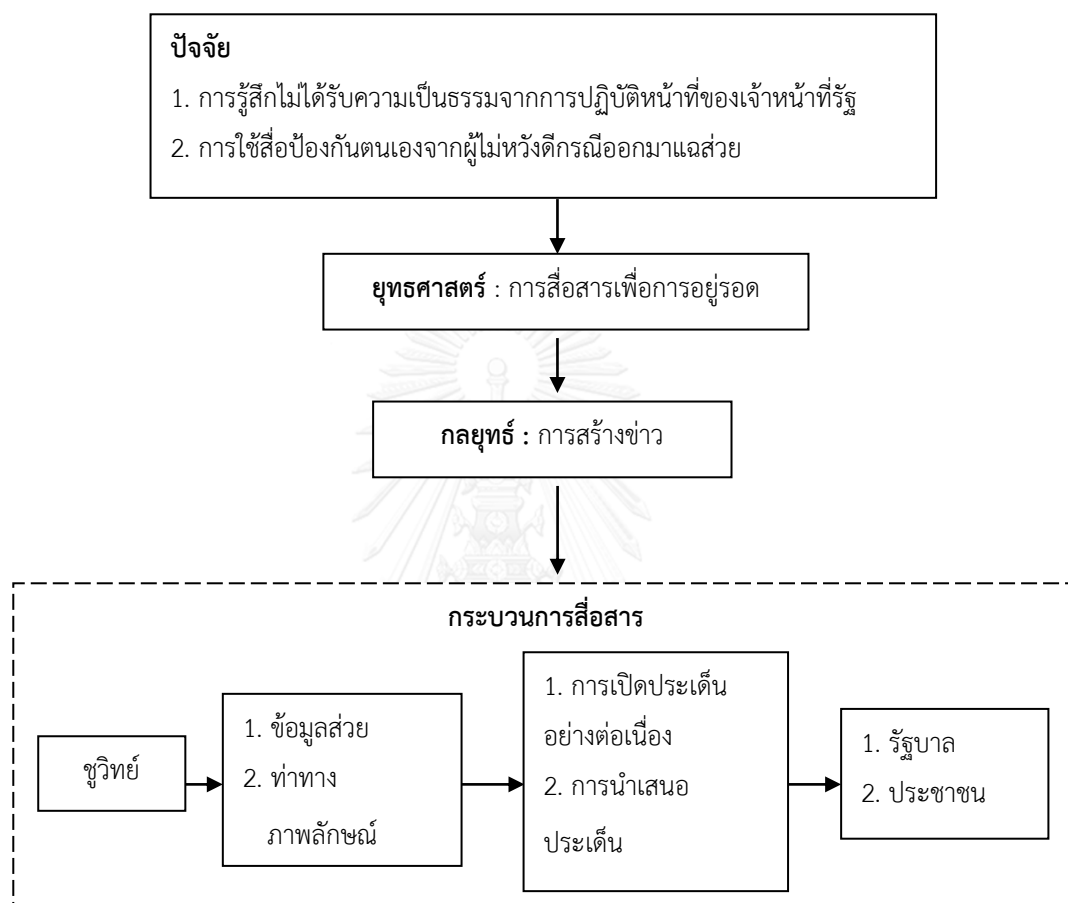 ปัจจัย
1. การรู้สึกไม่ได้รับความเป็นธรรมจากการปฏิบัติหน้าที่ของเจ้าหน้าที่รัฐ
2. การใช้สื่อป้องกันตนเองจากผู้ไม่หวังดีกรณีออกมาแฉส่วย
ยุทธศาสตร์ : การสื่อสารเพื่อการอยู่รอด
กลยุทธ์ : การสร้างข่าว
กระบวนการสื่อสาร
ชูวิทย์
1. ข้อมูลส่วย
2. ท่าทาง
ภาพลักษณ์
1. การเปิดประเด็น
อย่างต่อเนื่อง
2. การนำเสนอ
ประเด็น
1. รัฐบาล
2. ประชาชน